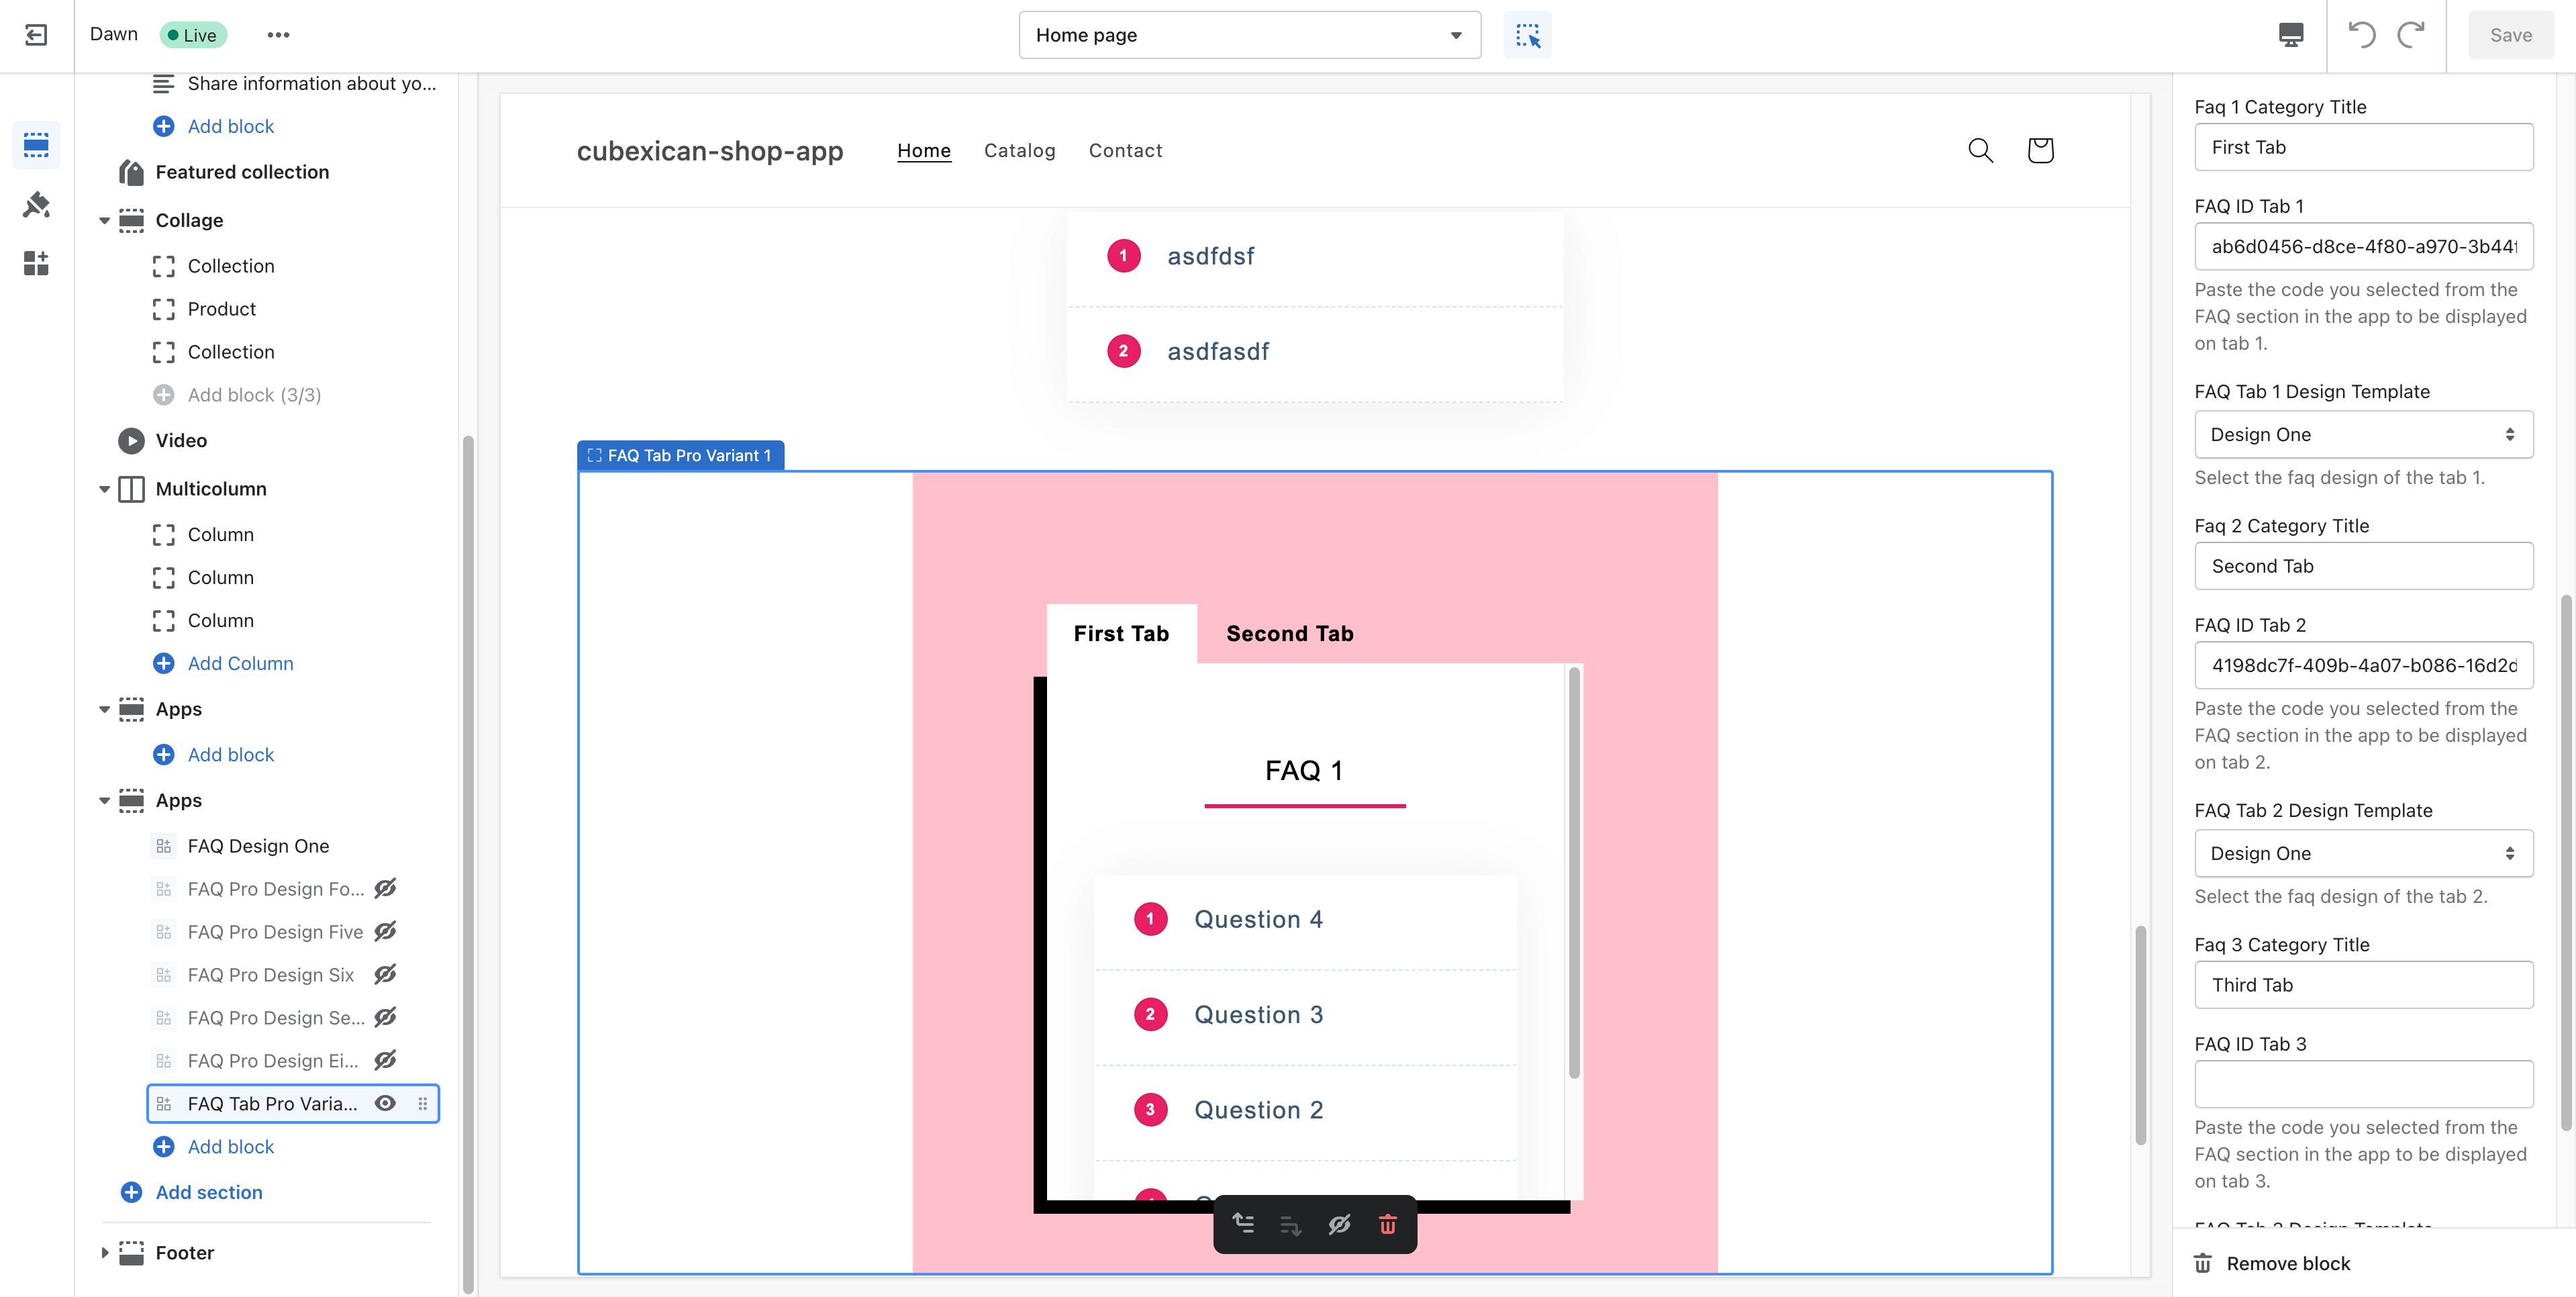 Dawn
Live
Home page
Save
Share information about yo...
Add block
Featured collection
Collage
Collection
Product
Collection
Add block (3/3)
Video
Multicolumn
Column
Column
Column
Add Column
Apps
Add block
Apps
FAQ Design One
FAQ Pro Design Fo...
FAQ Pro Design Five
FAQ Pro Design Six
FAQ Pro Design Se...
FAQ Pro Design Ei...
FAQ Tab Pro Varia...
Add block
Add section
Footer
cubexican-shop-app
Home Catalog Contact
1 asdfdsf
2 asdfasdf
FAQ Tab Pro Variant 1
First Tab Second Tab
FAQ 1
1 Question 4
2 Question 3
3 Question 2
Faq 1 Category Title
First Tab
FAQ ID Tab 1
ab6d0456-d8ce-4f80-a970-3b44f
Paste the code you selected from the
FAQ section in the app to be displayed
on tab 1.
FAQ Tab 1 Design Template
Design One
Select the faq design of the tab 1.
Faq 2 Category Title
Second Tab
FAQ ID Tab 2
4198dc7f-409b-4a07-b086-16d2d
Paste the code you selected from the
FAQ section in the app to be displayed
on tab 2.
FAQ Tab 2 Design Template
Design One
Select the faq design of the tab 2.
Faq 3 Category Title
Third Tab
FAQ ID Tab 3
Paste the code you selected from the
FAQ section in the app to be displayed
on tab 3.
Remove block